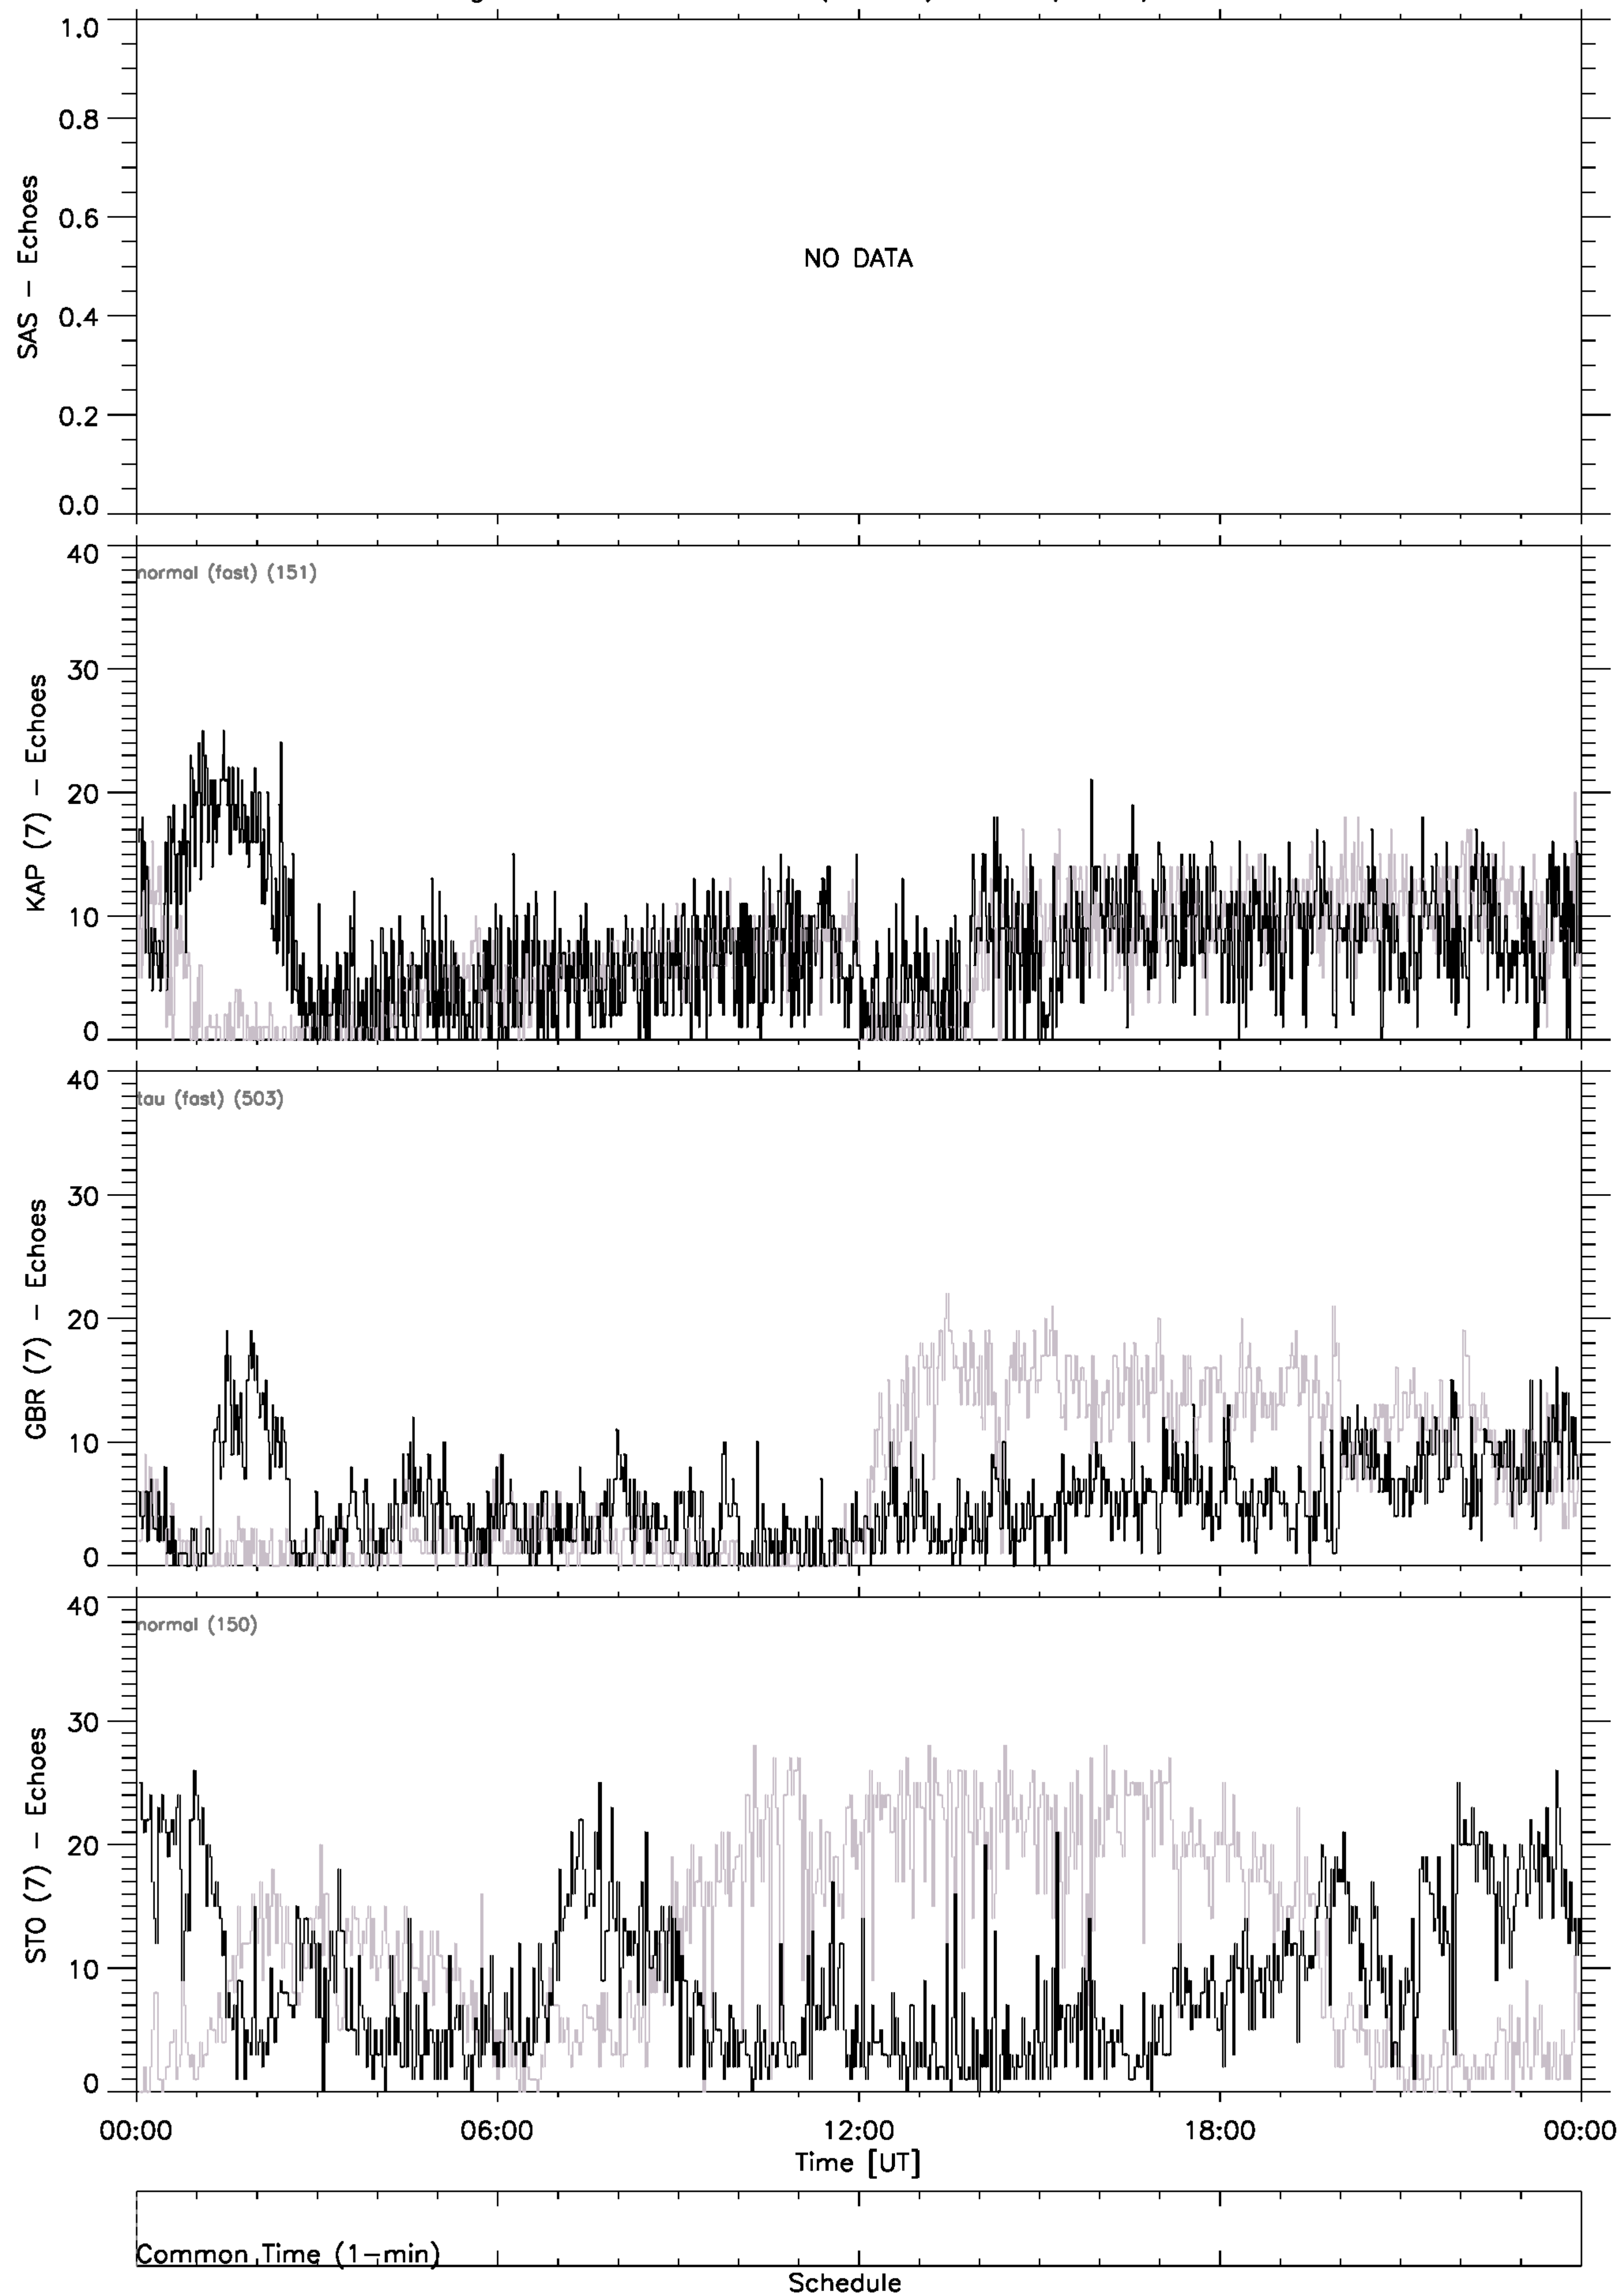 1.0
0.8
0.6
0.4
0.2
0.0
SAS - Echoes
NO DATA
40
30
20
10
0
KAP (7) - Echoes
normal (fast) (151)
40
30
20
10
0
GBR (7) - Echoes
tau (fast) (503)
40
30
20
10
0
STO (7) - Echoes
normal (150)
00:00 06:00 12:00 18:00 00:00
Time [UT]
Common Time (1-min)
Schedule